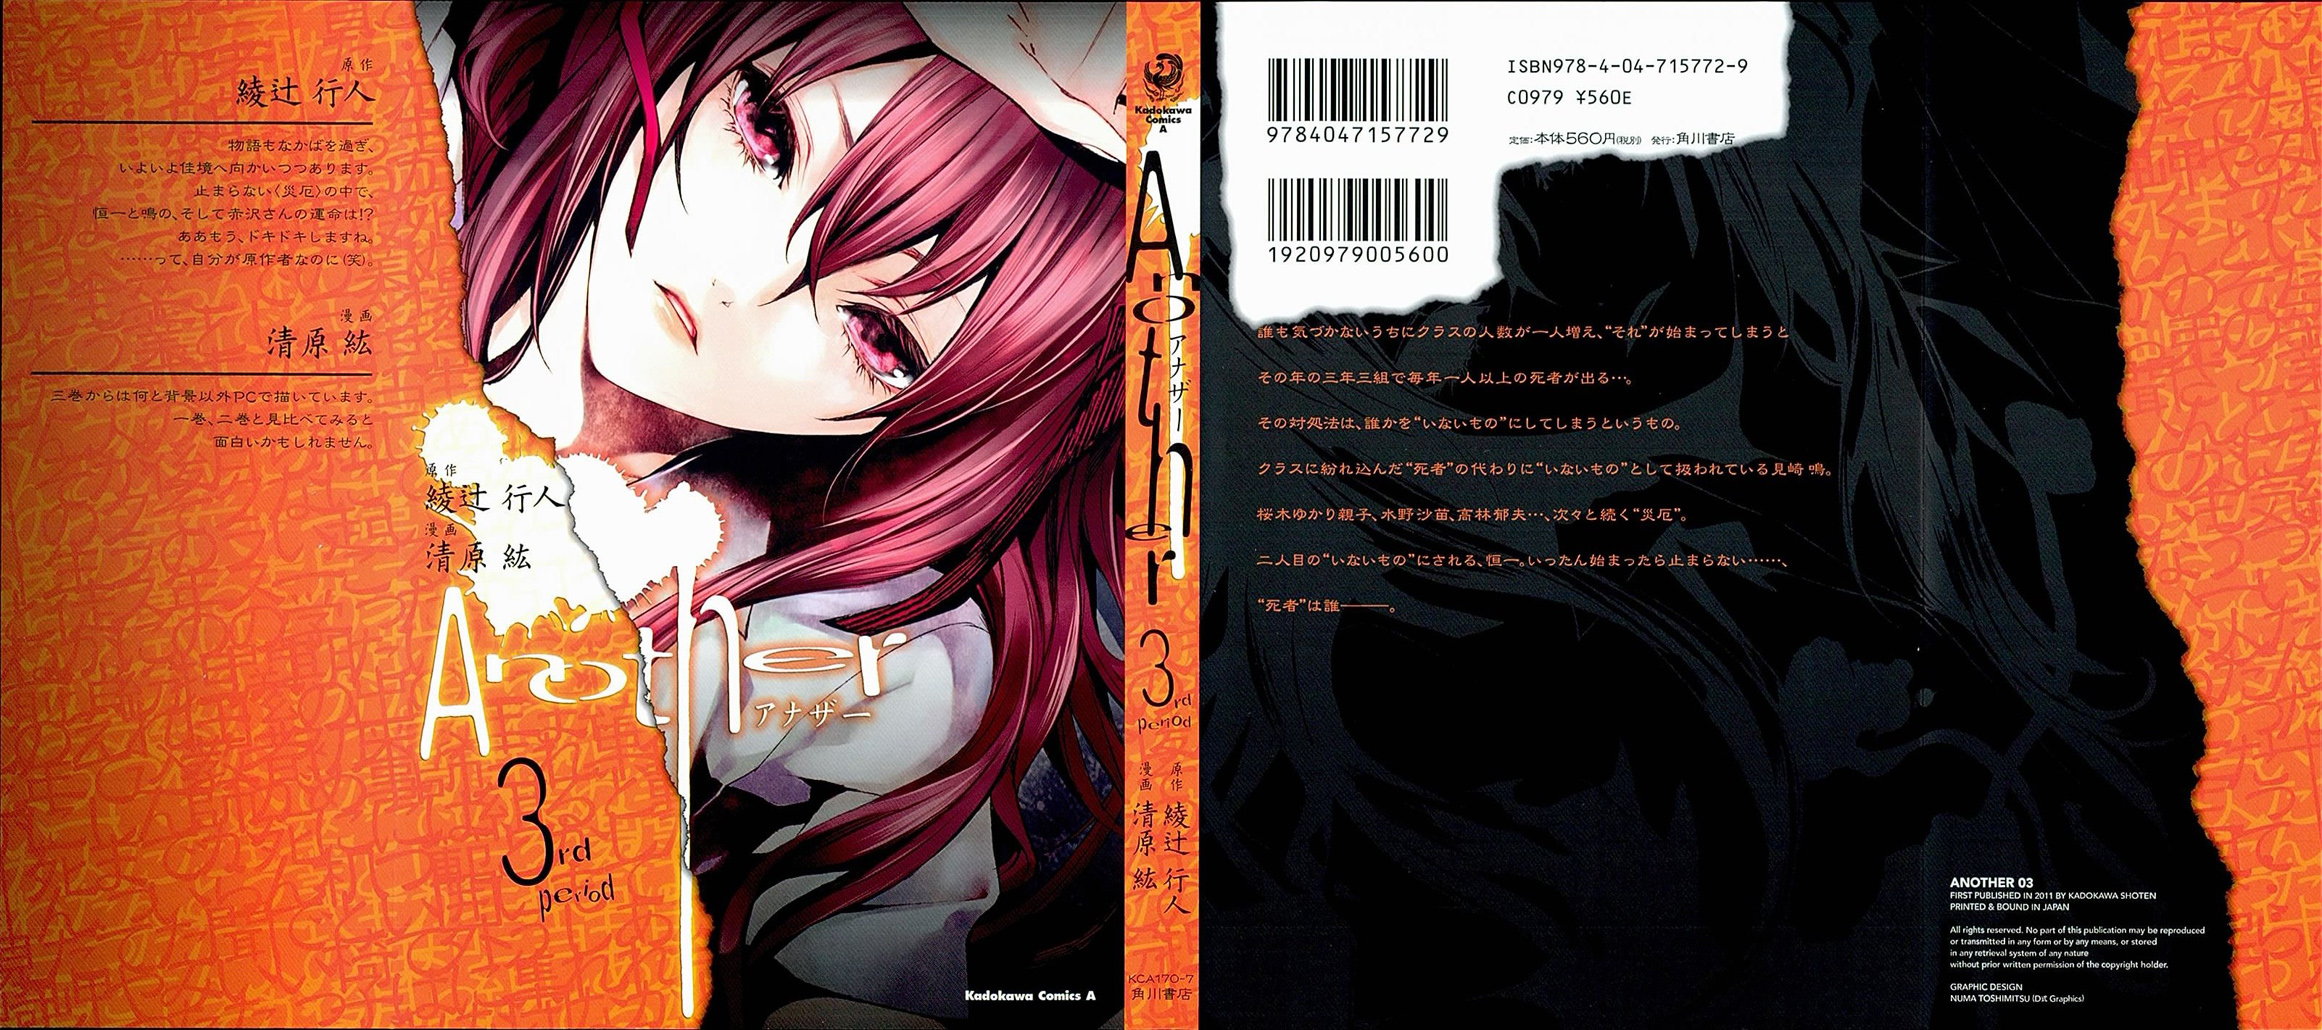 原作
綾辻 行人
物語もなかばを過ぎ、
いよいよ佳境へ向かいつつあります。
止まらない〈災厄〉の中で、
恒一と鳴の、そして赤沢さんの運命は!?
ああもう、ドキドキしますね。
……って、自分が原作者なのに(笑)。
漫画
清原 紘
三巻からは何と背景以外PCで描いています。
一巻、二巻と見比べてみると
面白いかもしれません。
原作
綾辻 行人
漫画
清原 紘
Another
アナザー
3rd
period
Kadokawa Comics A
Kadokawa
Comics
A
Another
アナザー
3rd
period
原作 綾辻 行人
漫画 清原 紘
KCA170-7
角川書店
9784047157729
1920979005600
ISBN978-4-04-715772-9
C0979 ¥560E
定価:本体560円(税別) 発行:角川書店
誰も気づかないうちにクラスの人数が一人増え、“それ”が始まってしまうと
その年の三年三組で毎年一人以上の死者が出る…。
その対処法は、誰かを“いないもの”にしてしまうというもの。
クラスに紛れ込んだ“死者”の代わりに“いないもの”として扱われている見崎 鳴。
桜木ゆかり親子、水野沙苗、高林郁夫…、次々と続く“災厄”。
二人目の“いないもの”にされる、恒一。いったん始まったら止まらない……、
“死者”は誰――。
ANOTHER 03
FIRST PUBLISHED IN 2011 BY KADOKAWA SHOTEN
PRINTED & BOUND IN JAPAN
All rights reserved. No part of this publication may be reproduced
or transmitted in any form or by any means, or stored
in any retrieval system of any nature
without prior written permission of the copyright holder.
GRAPHIC DESIGN
NUMA TOSHIMITSU (Dit Graphics)